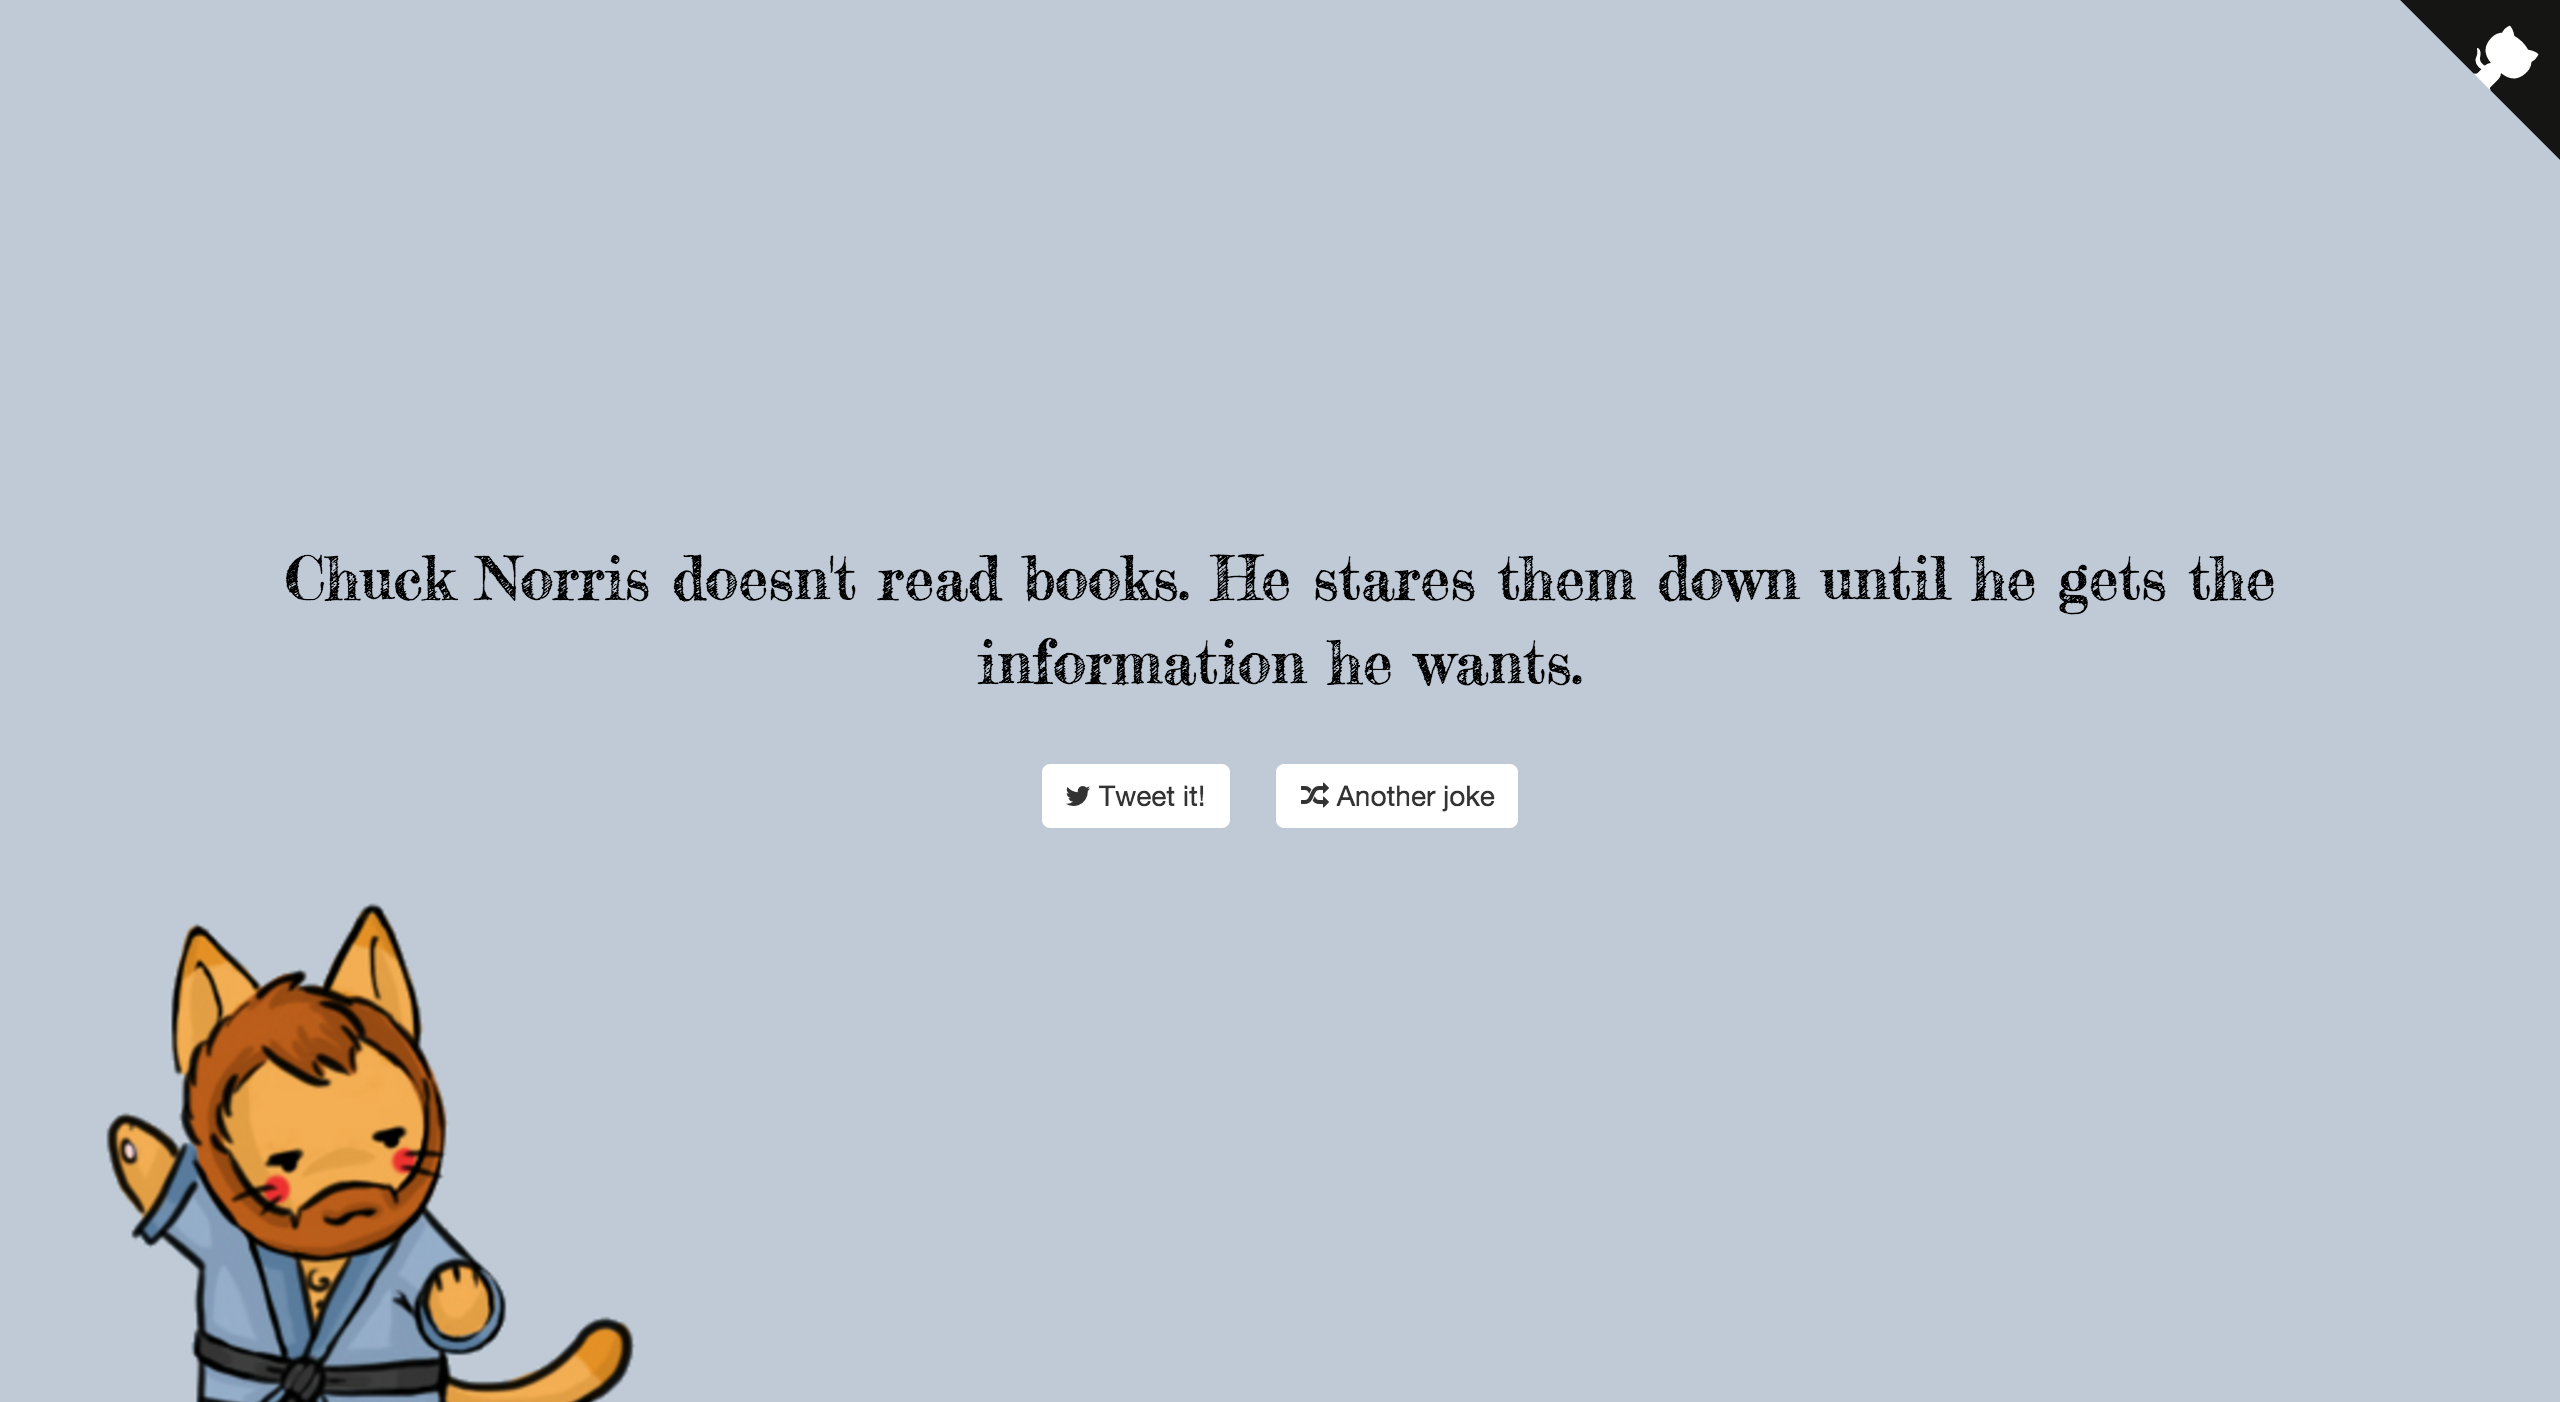 Chuck Norris doesn't read books. He stares them down until he gets the
information he wants.
Tweet it!
Another joke